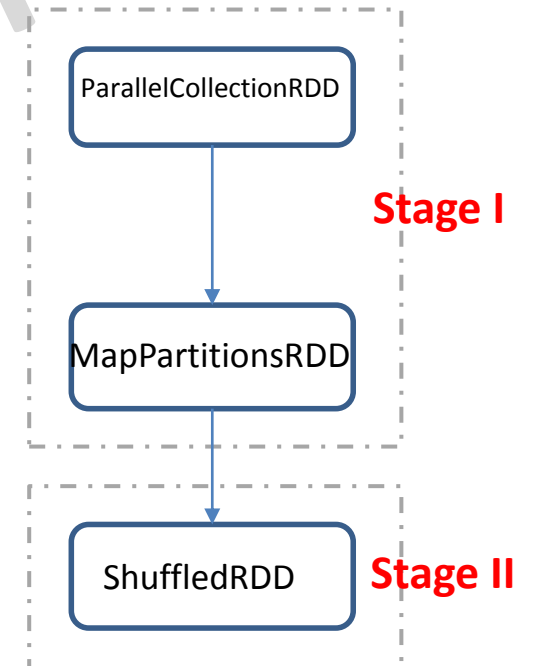 ParallelCollectionRDD
Stage I
MapPartitionsRDD
ShuffledRDD
Stage II